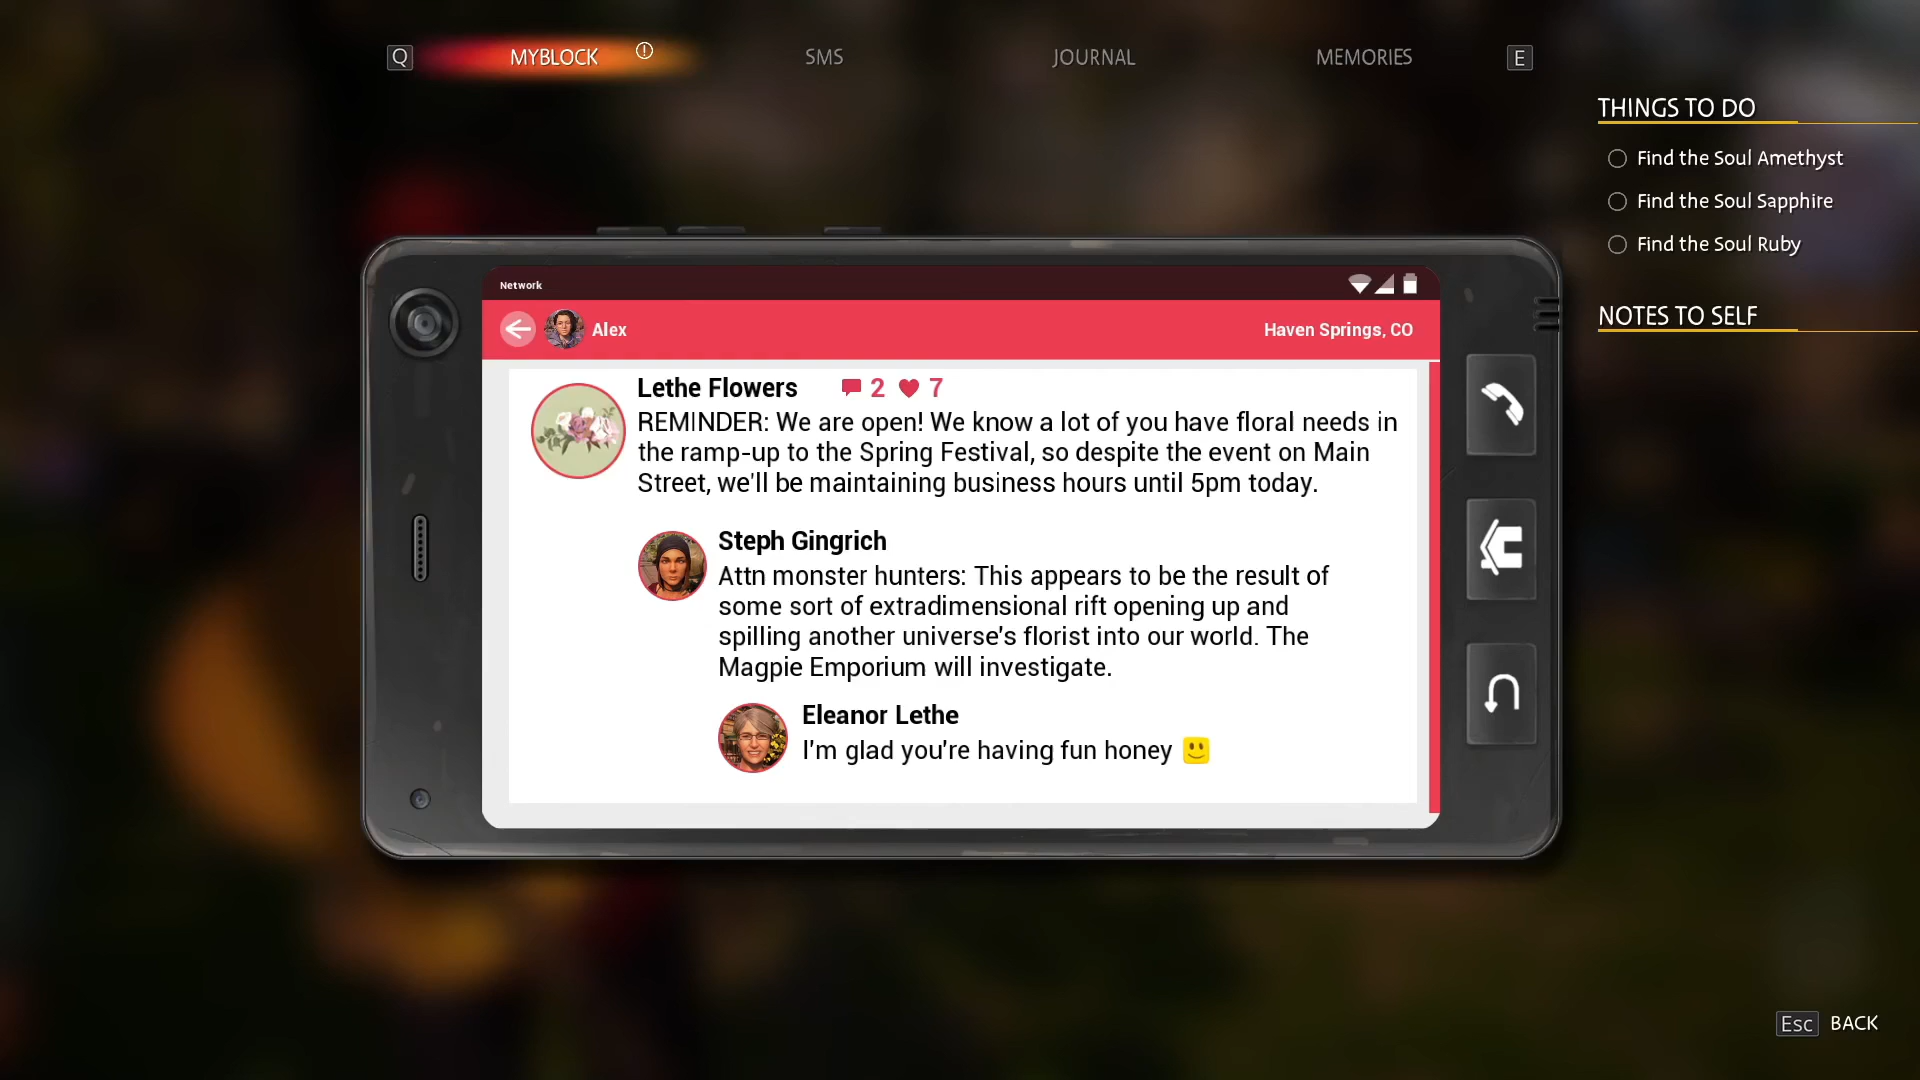 Q
MYBLOCK
SMS
JOURNAL
MEMORIES
E
THINGS TO DO
Find the Soul Amethyst
Find the Soul Sapphire
Find the Soul Ruby
NOTES TO SELF
Network
Alex
Haven Springs, CO
Lethe Flowers 2 7
REMINDER: We are open! We know a lot of you have floral needs in
the ramp-up to the Spring Festival, so despite the event on Main
Street, we'll be maintaining business hours until 5pm today.
Steph Gingrich
Attn monster hunters: This appears to be the result of
some sort of extradimensional rift opening up and
spilling another universe's florist into our world. The
Magpie Emporium will investigate.
Eleanor Lethe
I'm glad you're having fun honey 🙂
Esc BACK